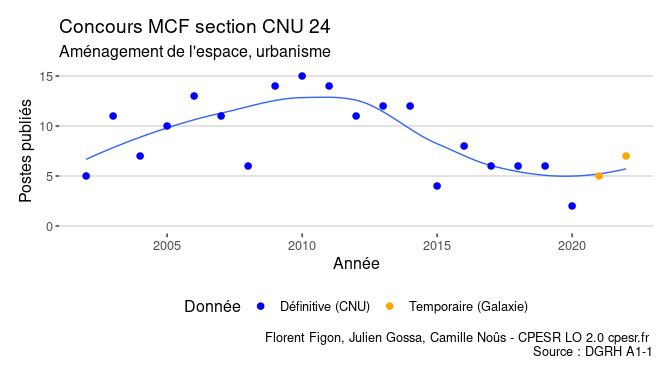 Concours MCF section CNU 24
Aménagement de l'espace, urbanisme
Postes publiés
15
10
5
0
2005 2010 2015 2020
Année
Donnée Définitive (CNU) Temporaire (Galaxie)
Florent Figon, Julien Gossa, Camille Noûs - CPESR LO 2.0 cpesr.fr
Source : DGRH A1-1